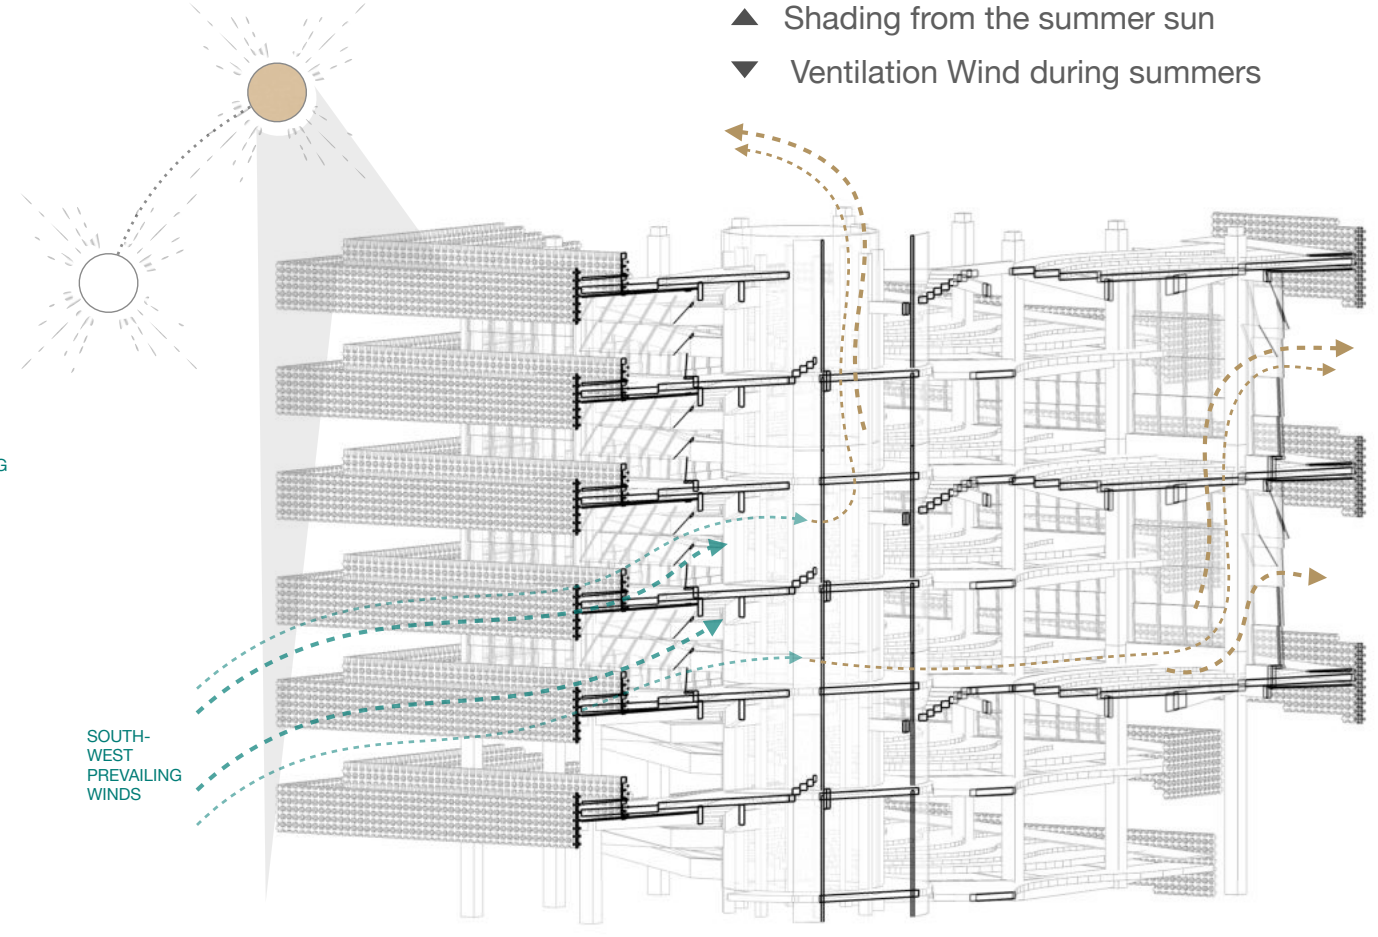 ▲ Shading from the summer sun
▼ Ventilation Wind during summers
G
SOUTH-
WEST
PREVAILING
WINDS